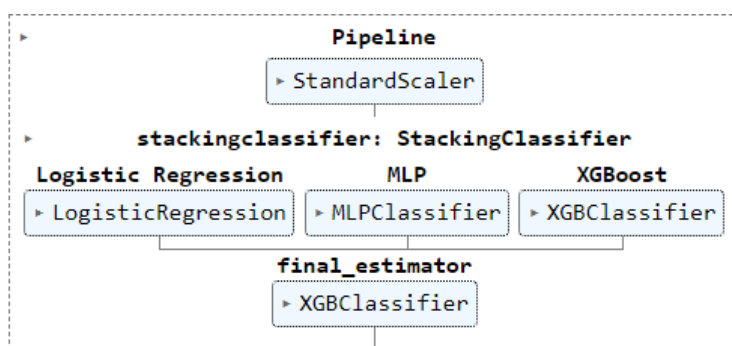 Pipeline
StandardScaler
stackingclassifier: StackingClassifier
Logistic Regression MLP XGBoost
LogisticRegression MLPClassifier XGBClassifier
final_estimator
XGBClassifier